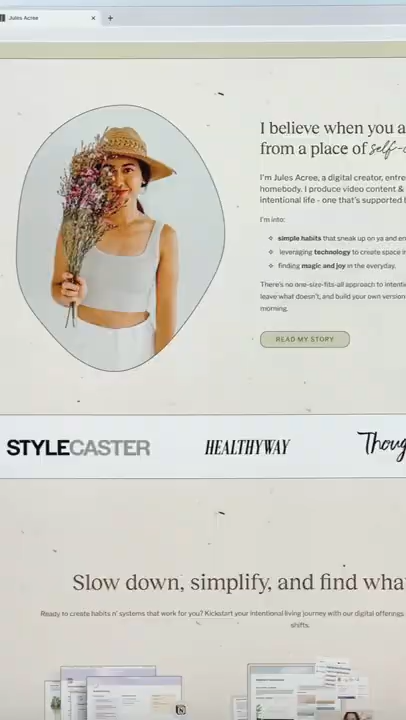 Jules Acree
I believe when you a
from a place of self-c
I'm Jules Acree, a digital creator, entre
homebody. I produce video content &
intentional life - one that's supported b
I'm into:
simple habits that sneak up on ya and en
leveraging technology to create space i
finding magic and joy in the everyday.
There's no one-size-fits-all approach to intenti
leave what doesn't, and build your own version
morning.
READ MY STORY
STYLECASTER
HEALTHYWAY
Thoug
Slow down, simplify, and find wha
Ready to create habits n' systems that work for you? Kickstart your intentional living journey with our digital offerings
shifts.